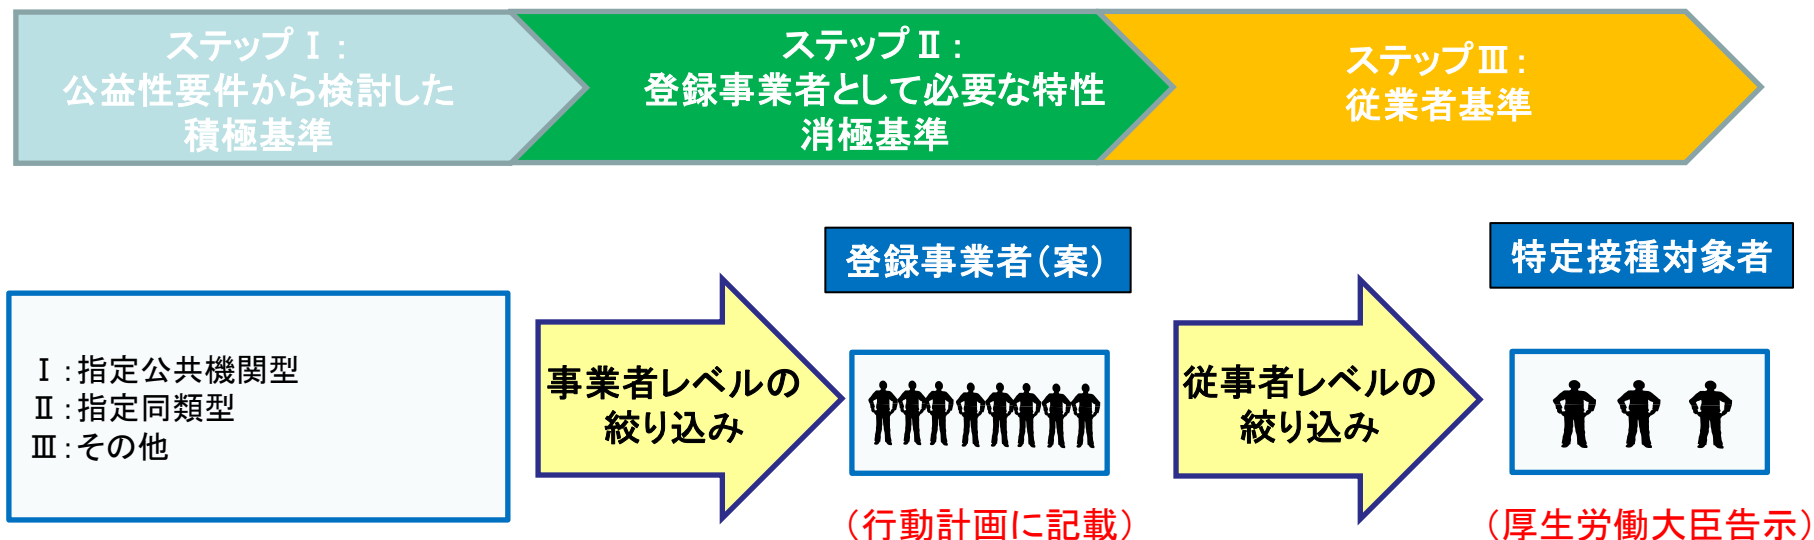 ステップⅠ：
公益性要件から検討した
積極基準
ステップⅡ：
登録事業者として必要な特性
消極基準
ステップⅢ：
従業者基準
登録事業者（案）
特定接種対象者
Ⅰ：指定公共機関型
Ⅱ：指定同類型
Ⅲ：その他
事業者レベルの
絞り込み
従事者レベルの
絞り込み
（行動計画に記載）
（厚生労働大臣告示）